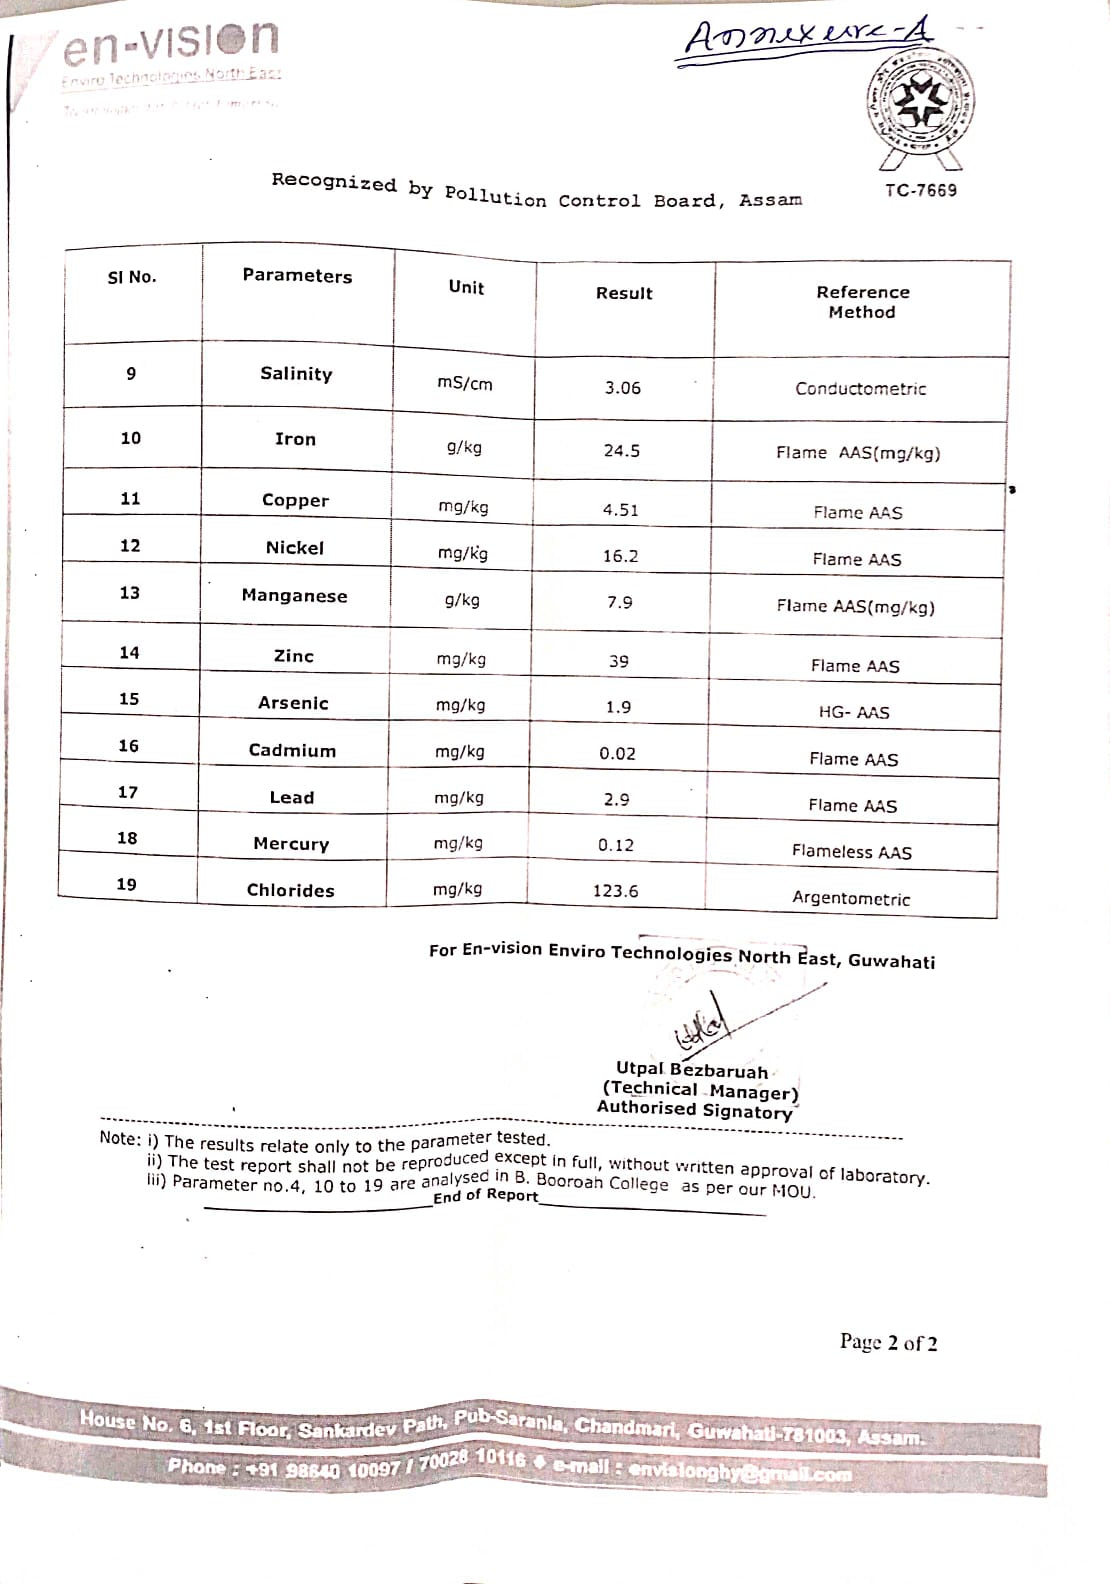 en-VISION
Annexure-A
Enviro Technologies North East
TC-7669
Recognized by Pollution Control Board, Assam
Sl No. Parameters Unit Result Reference Method
9 Salinity mS/cm 3.06 Conductometric
10 Iron g/kg 24.5 Flame AAS(mg/kg)
11 Copper mg/kg 4.51 Flame AAS
12 Nickel mg/kg 16.2 Flame AAS
13 Manganese g/kg 7.9 Flame AAS(mg/kg)
14 Zinc mg/kg 39 Flame AAS
15 Arsenic mg/kg 1.9 HG- AAS
16 Cadmium mg/kg 0.02 Flame AAS
17 Lead mg/kg 2.9 Flame AAS
18 Mercury mg/kg 0.12 Flameless AAS
19 Chlorides mg/kg 123.6 Argentometric
For En-vision Enviro Technologies North East, Guwahati
Utpal Bezbaruah
(Technical Manager)
Authorised Signatory
Note: i) The results relate only to the parameter tested.
ii) The test report shall not be reproduced except in full, without written approval of laboratory.
iii) Parameter no.4, 10 to 19 are analysed in B. Booroah College as per our MOU.
End of Report
Page 2 of 2
House No. 6, 1st Floor, Sankardev Path, Pub-Sarania, Chandmari, Guwahati-781003, Assam.
Phone : +91 98640 10097 / 70028 10116 ♦ e-mail : envisionghy@gmail.com